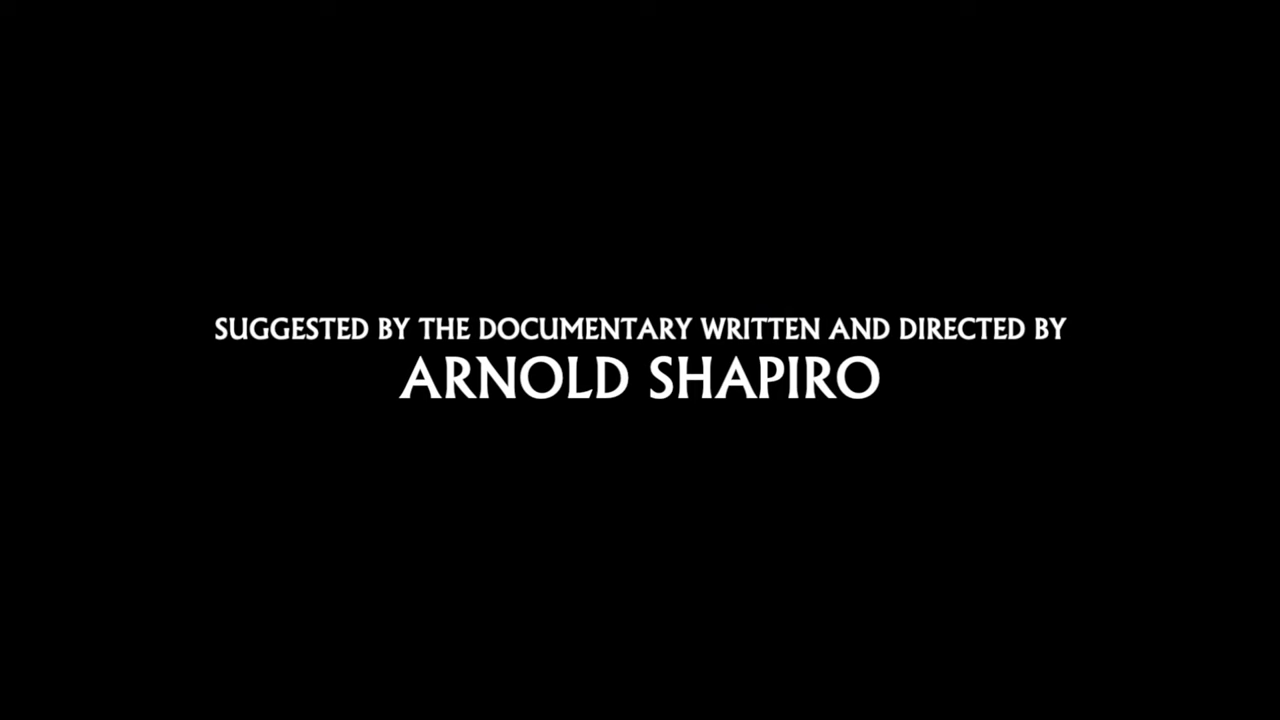 SUGGESTED BY THE DOCUMENTARY WRITTEN AND DIRECTED BY
ARNOLD SHAPIRO